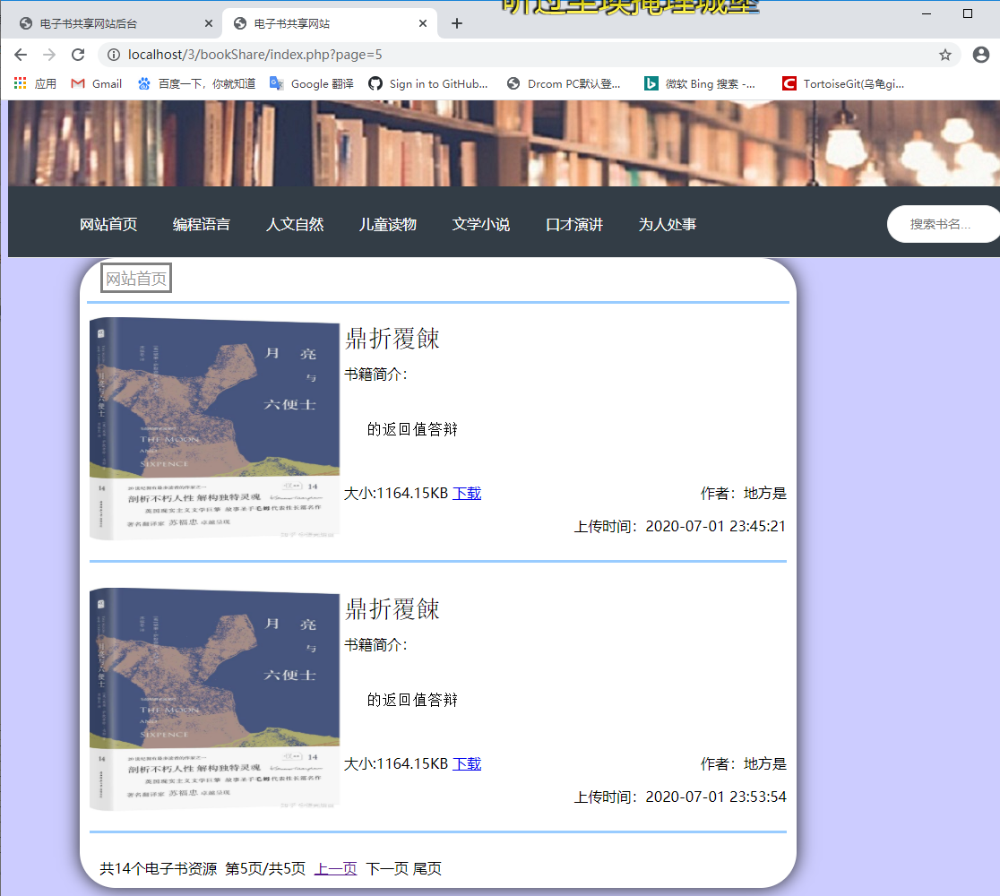 电子书共享网站后台
电子书共享网站
localhost/3/bookShare/index.php?page=5
应用 Gmail 百度一下，你就知道 Google 翻译 Sign in to GitHub... Drcom PC默认登... 微软 Bing 搜索 -... TortoiseGit(乌龟gi...
网站首页 编程语言 人文自然 儿童读物 文学小说 口才演讲 为人处事 搜索书名...
网站首页
月 亮
与
六便士
THE MOON
AND
SIXPENCE
14
剖析不朽人性 解构独特灵魂
英国现实主义文学巨擘 故事圣手毛姆代表性长篇名作
著名翻译家 苏福忠 卓越呈现
鼎折覆餗
书籍简介:
的返回值答辩
大小:1164.15KB 下载 作者：地方是
上传时间：2020-07-01 23:45:21
月 亮
与
六便士
THE MOON
AND
SIXPENCE
14
剖析不朽人性 解构独特灵魂
英国现实主义文学巨擘 故事圣手毛姆代表性长篇名作
著名翻译家 苏福忠 卓越呈现
鼎折覆餗
书籍简介:
的返回值答辩
大小:1164.15KB 下载 作者：地方是
上传时间：2020-07-01 23:53:54
共14个电子书资源 第5页/共5页 上一页 下一页 尾页